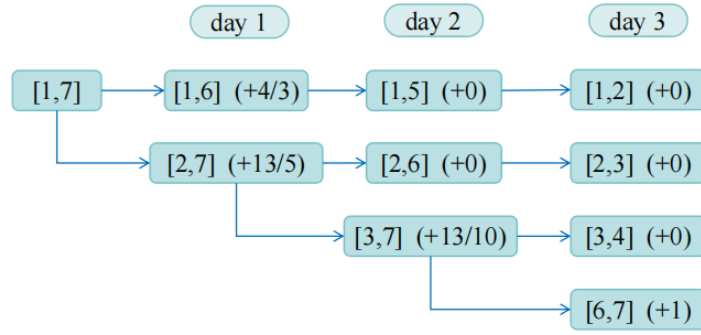 day 1 day 2 day 3
[1,7] [1,6] (+4/3) [1,5] (+0) [1,2] (+0)
[2,7] (+13/5) [2,6] (+0) [2,3] (+0)
[3,7] (+13/10) [3,4] (+0)
[6,7] (+1)